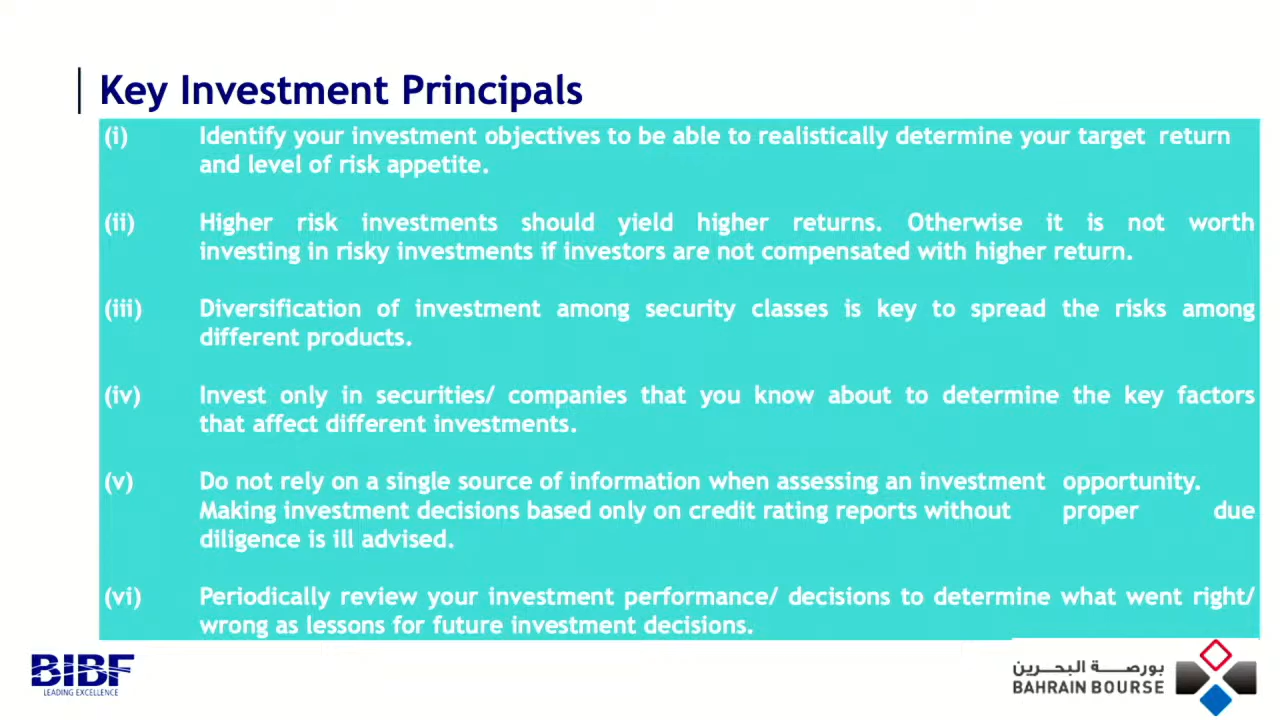 Key Investment Principals
(i) Identify your investment objectives to be able to realistically determine your target return
and level of risk appetite.
(ii) Higher risk investments should yield higher returns. Otherwise it is not worth
investing in risky investments if investors are not compensated with higher return.
(iii) Diversification of investment among security classes is key to spread the risks among
different products.
(iv) Invest only in securities/ companies that you know about to determine the key factors
that affect different investments.
(v) Do not rely on a single source of information when assessing an investment opportunity.
Making investment decisions based only on credit rating reports without proper due
diligence is ill advised.
(vi) Periodically review your investment performance/ decisions to determine what went right/
wrong as lessons for future investment decisions.
BIBF
LEADING EXCELLENCE
بورصة البحرين
BAHRAIN BOURSE